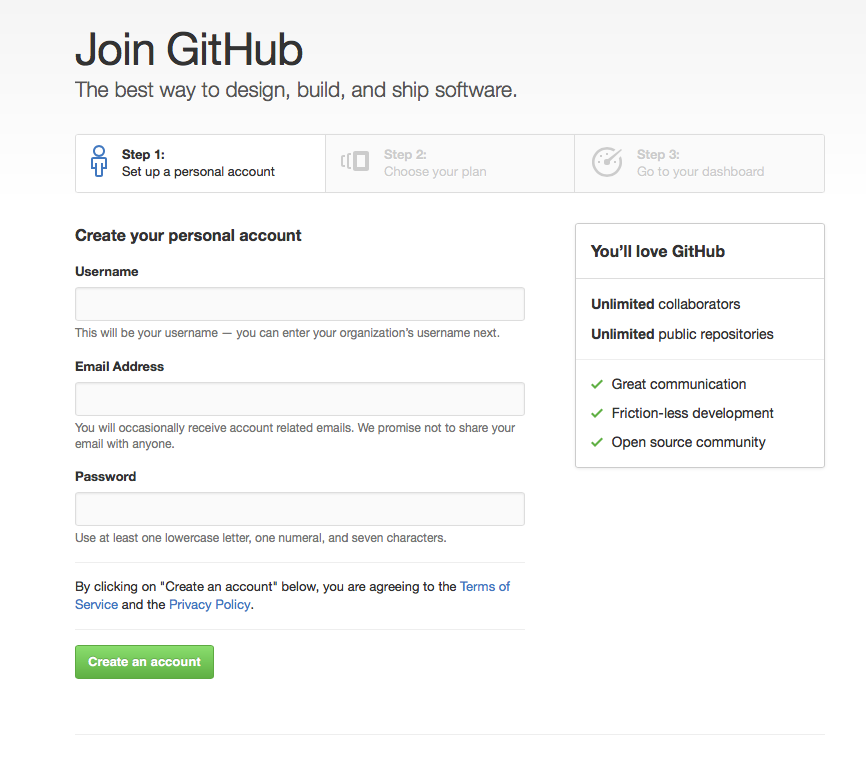 Join GitHub
The best way to design, build, and ship software.
Step 1:
Set up a personal account
Step 2:
Choose your plan
Step 3:
Go to your dashboard
Create your personal account
Username
This will be your username — you can enter your organization’s username next.
Email Address
You will occasionally receive account related emails. We promise not to share your
email with anyone.
Password
Use at least one lowercase letter, one numeral, and seven characters.
By clicking on "Create an account" below, you are agreeing to the Terms of
Service and the Privacy Policy.
Create an account
You’ll love GitHub
Unlimited collaborators
Unlimited public repositories
Great communication
Friction-less development
Open source community